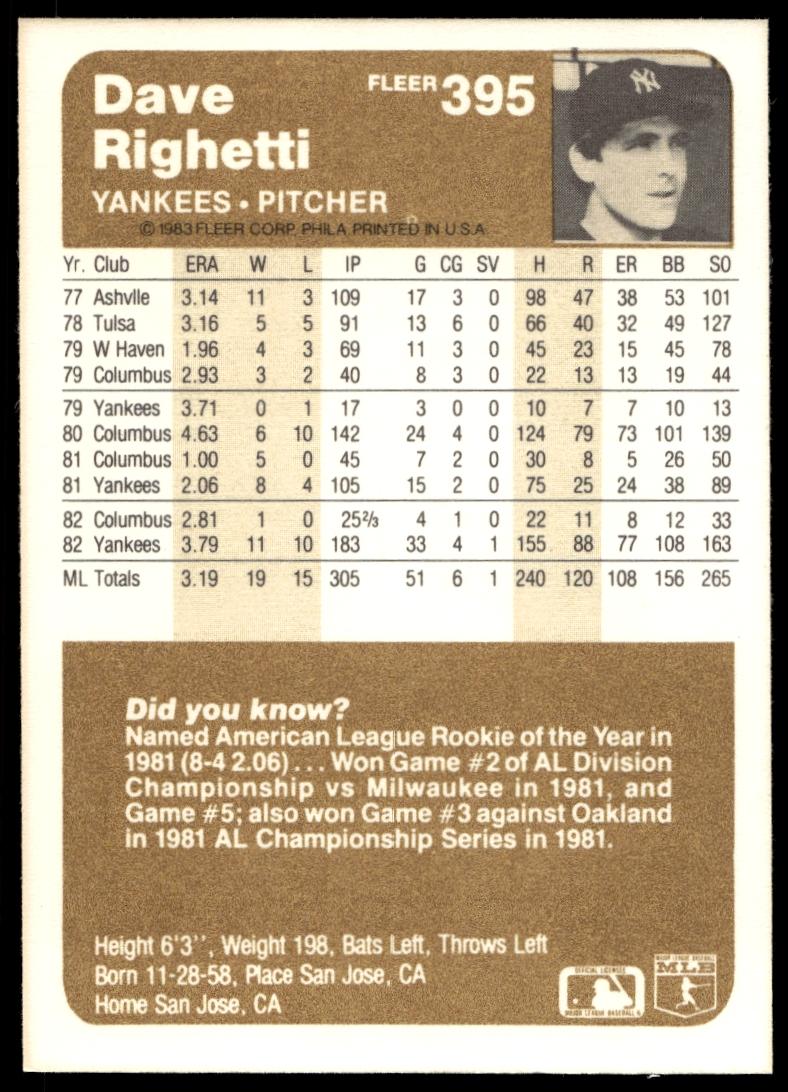 Dave
Righetti
FLEER 395
YANKEES • PITCHER
© 1983 FLEER CORP. PHILA. PRINTED IN U.S.A.
Yr. Club ERA W L IP G CG SV H R ER BB SO
77 Ashvlle 3.14 11 3 109 17 3 0 98 47 38 53 101
78 Tulsa 3.16 5 5 91 13 6 0 66 40 32 49 127
79 W Haven 1.96 4 3 69 11 3 0 45 23 15 45 78
79 Columbus 2.93 3 2 40 8 3 0 22 13 13 19 44
79 Yankees 3.71 0 1 17 3 0 0 10 7 7 10 13
80 Columbus 4.63 6 10 142 24 4 0 124 79 73 101 139
81 Columbus 1.00 5 0 45 7 2 0 30 8 5 26 50
81 Yankees 2.06 8 4 105 15 2 0 75 25 24 38 89
82 Columbus 2.81 1 0 25⅔ 4 1 0 22 11 8 12 33
82 Yankees 3.79 11 10 183 33 4 1 155 88 77 108 163
ML Totals 3.19 19 15 305 51 6 1 240 120 108 156 265
Did you know?
Named American League Rookie of the Year in
1981 (8-4 2.06) . . . Won Game #2 of AL Division
Championship vs Milwaukee in 1981, and
Game #5; also won Game #3 against Oakland
in 1981 AL Championship Series in 1981.
Height 6'3'', Weight 198, Bats Left, Throws Left
Born 11-28-58, Place San Jose, CA
Home San Jose, CA
OFFICIAL LICENSEE
MAJOR LEAGUE BASEBALL
MAJOR LEAGUE BASEBALL
MLB